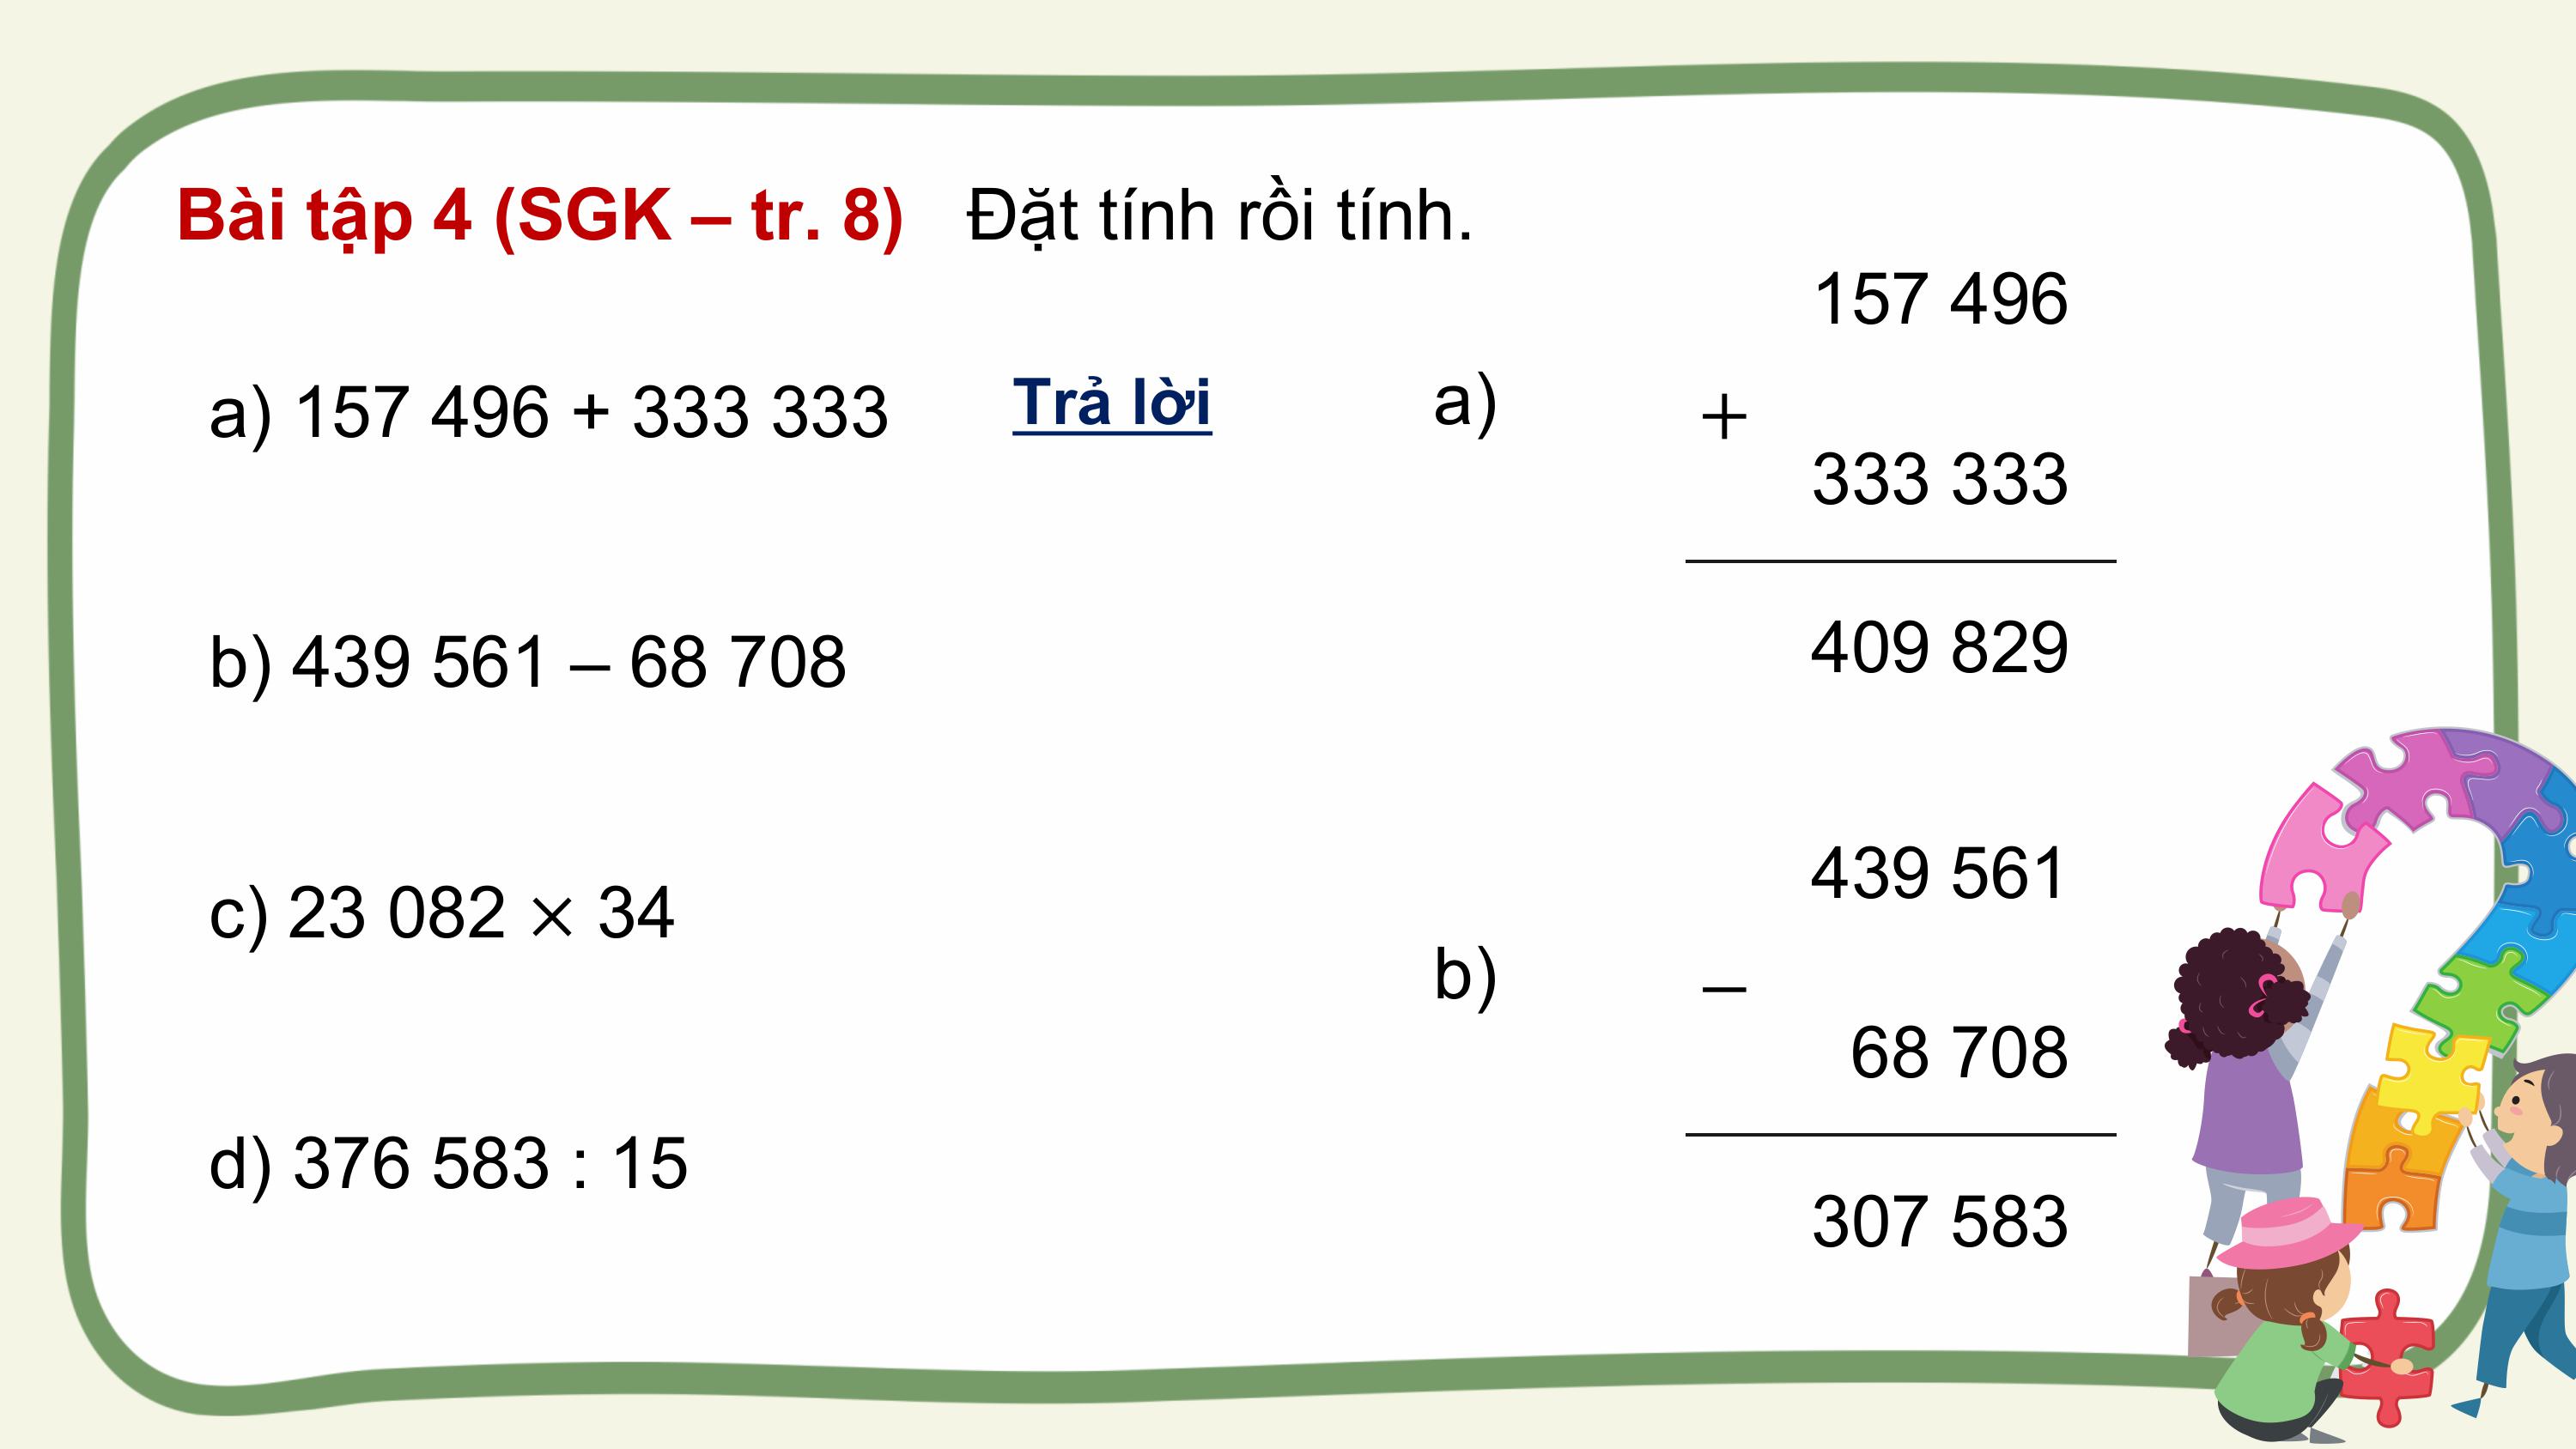 Bài tập 4 (SGK – tr. 8) Đặt tính rồi tính.
a) 157 496 + 333 333
b) 439 561 – 68 708
c) 23 082 × 34
d) 376 583 : 15
Trả lời
a)
157 496
+
333 333
409 829
b)
439 561
–
68 708
307 583